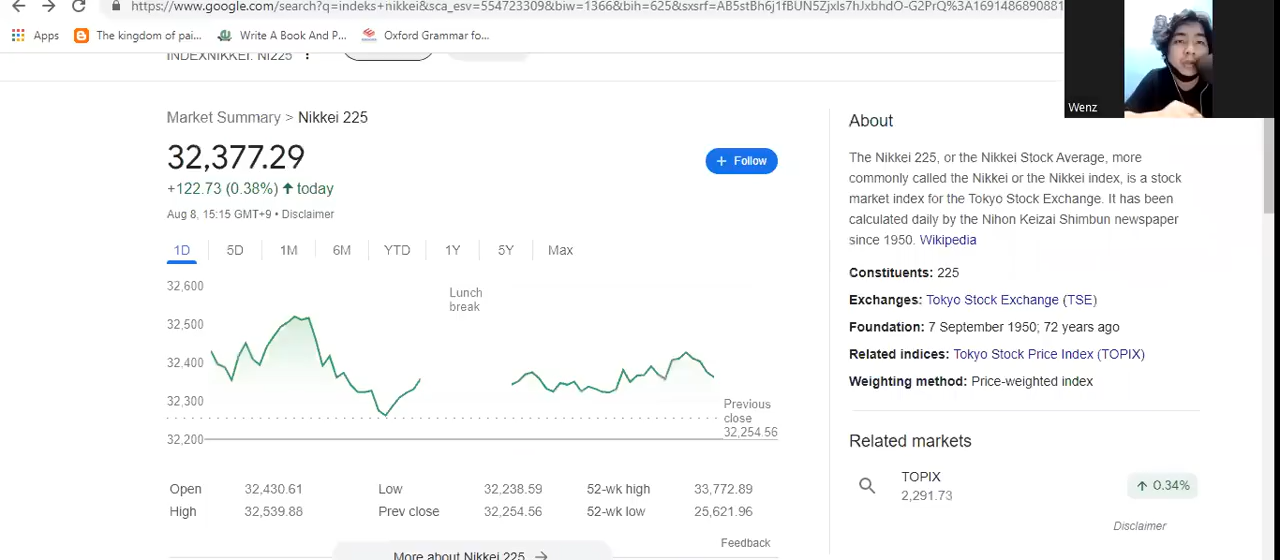 https://www.google.com/search?q=indeks+nikkei&sca_esv=554723309&biw=1366&bih=625&sxsrf=AB5stBh6j1fBUN5Zjxls7hJxbhdO-G2PrQ%3A1691486890881
Apps The kingdom of pai... Write A Book And P... Oxford Grammar fo...
Wenz
INDEXNIKKEI: NI225
Market Summary > Nikkei 225
32,377.29
+122.73 (0.38%) ↑ today
Aug 8, 15:15 GMT+9 • Disclaimer
+ Follow
1D 5D 1M 6M YTD 1Y 5Y Max
32,600
32,500
32,400
32,300
32,200
Lunch
break
Previous
close
32,254.56
Open 32,430.61 Low 32,238.59 52-wk high 33,772.89
High 32,539.88 Prev close 32,254.56 52-wk low 25,621.96
Feedback
More about Nikkei 225 →
About
The Nikkei 225, or the Nikkei Stock Average, more
commonly called the Nikkei or the Nikkei index, is a stock
market index for the Tokyo Stock Exchange. It has been
calculated daily by the Nihon Keizai Shimbun newspaper
since 1950. Wikipedia
Constituents: 225
Exchanges: Tokyo Stock Exchange (TSE)
Foundation: 7 September 1950; 72 years ago
Related indices: Tokyo Stock Price Index (TOPIX)
Weighting method: Price-weighted index
Related markets
TOPIX
2,291.73
↑ 0.34%
Disclaimer